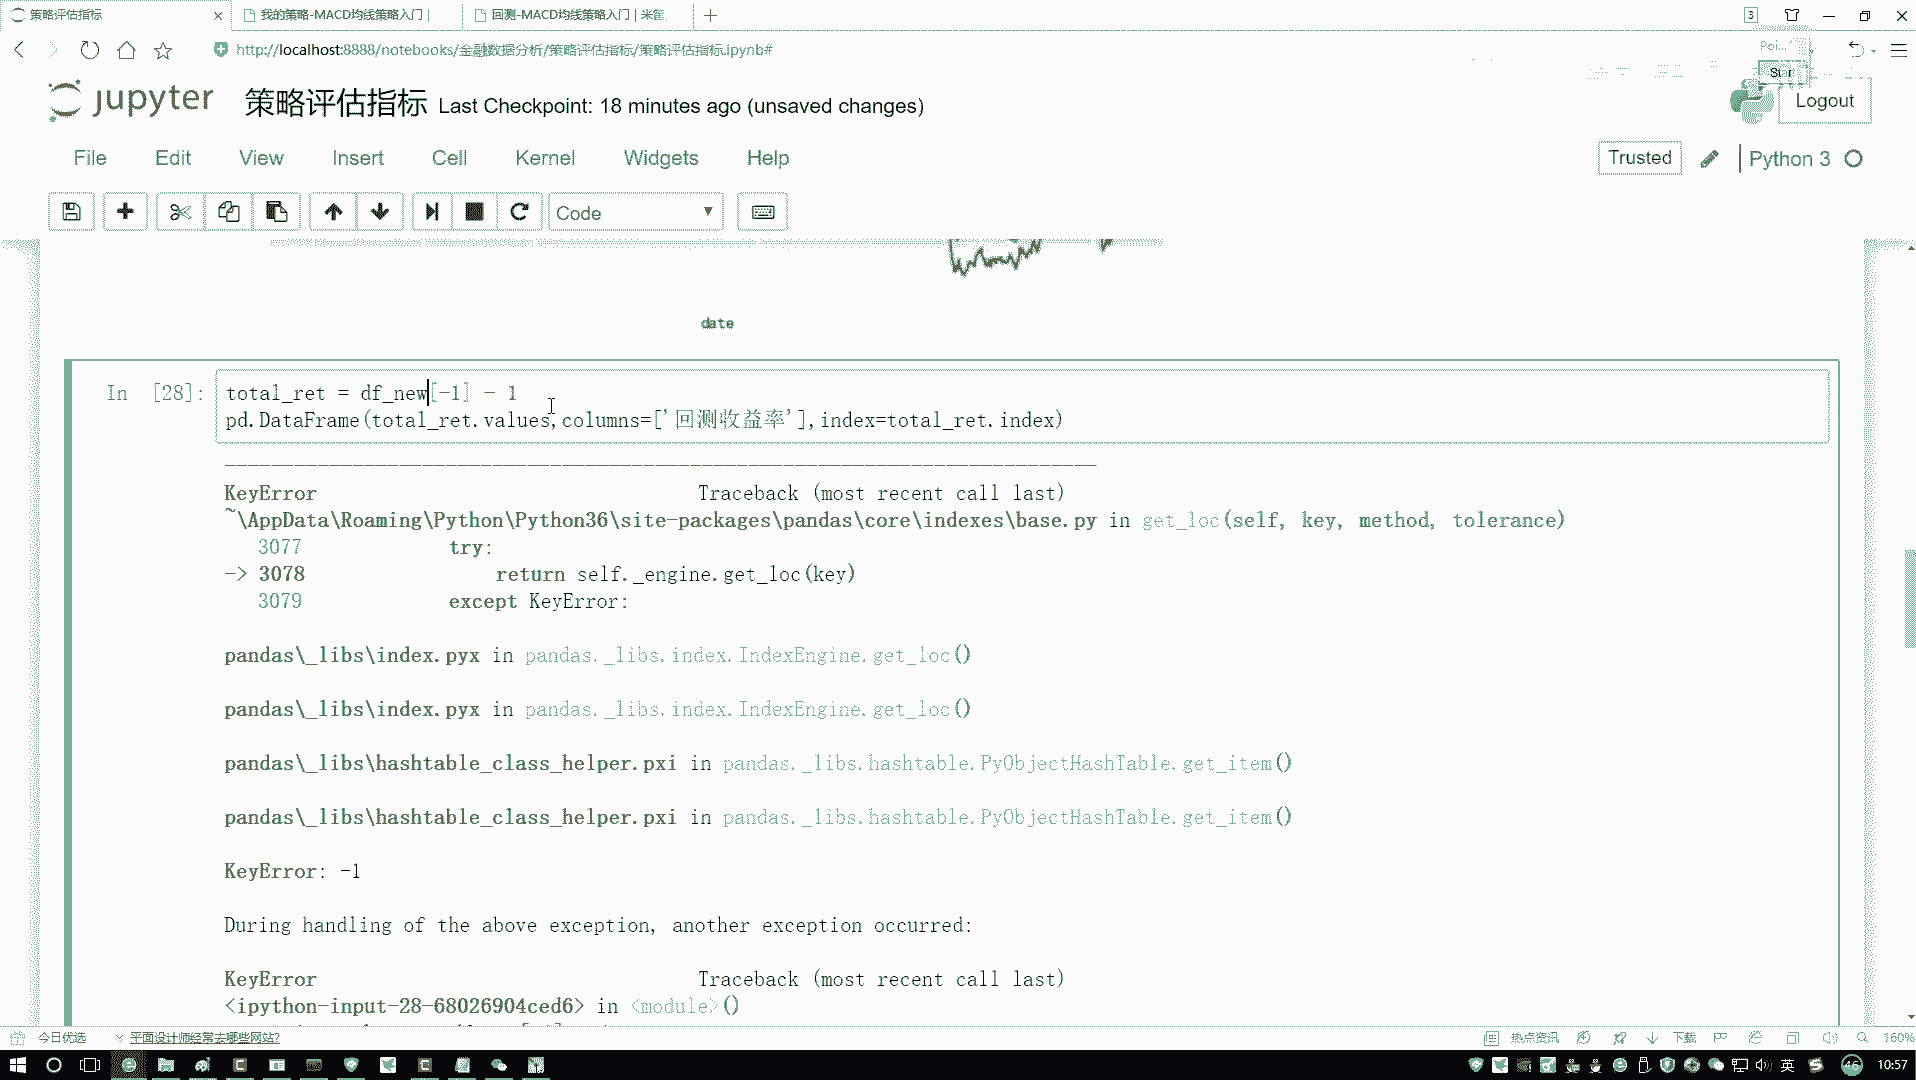 策略评估指标
我的策略-MACD均线策略入门 |
回测-MACD均线策略入门 | 米筐
3
http://localhost:8888/notebooks/金融数据分析/策略评估指标/策略评估指标.ipynb#
jupyter 策略评估指标 Last Checkpoint: 18 minutes ago (unsaved changes)
Logout
File Edit View Insert Cell Kernel Widgets Help
Trusted
Python 3
Code
date
In [28]: total_ret = df_new[-1] - 1
pd.DataFrame(total_ret.values,columns=['回测收益率'],index=total_ret.index)
KeyError Traceback (most recent call last)
~\AppData\Roaming\Python\Python36\site-packages\pandas\core\indexes\base.py in get_loc(self, key, method, tolerance)
3077 try:
-> 3078 return self._engine.get_loc(key)
3079 except KeyError:
pandas\_libs\index.pyx in pandas._libs.index.IndexEngine.get_loc()
pandas\_libs\index.pyx in pandas._libs.index.IndexEngine.get_loc()
pandas\_libs\hashtable_class_helper.pxi in pandas._libs.hashtable.PyObjectHashTable.get_item()
pandas\_libs\hashtable_class_helper.pxi in pandas._libs.hashtable.PyObjectHashTable.get_item()
KeyError: -1
During handling of the above exception, another exception occurred:
KeyError Traceback (most recent call last)
<ipython-input-28-68026904ced6> in <module>()
今日优选 平面设计师经常去哪些网站?
热点资讯
下载
160%
英
46
10:57